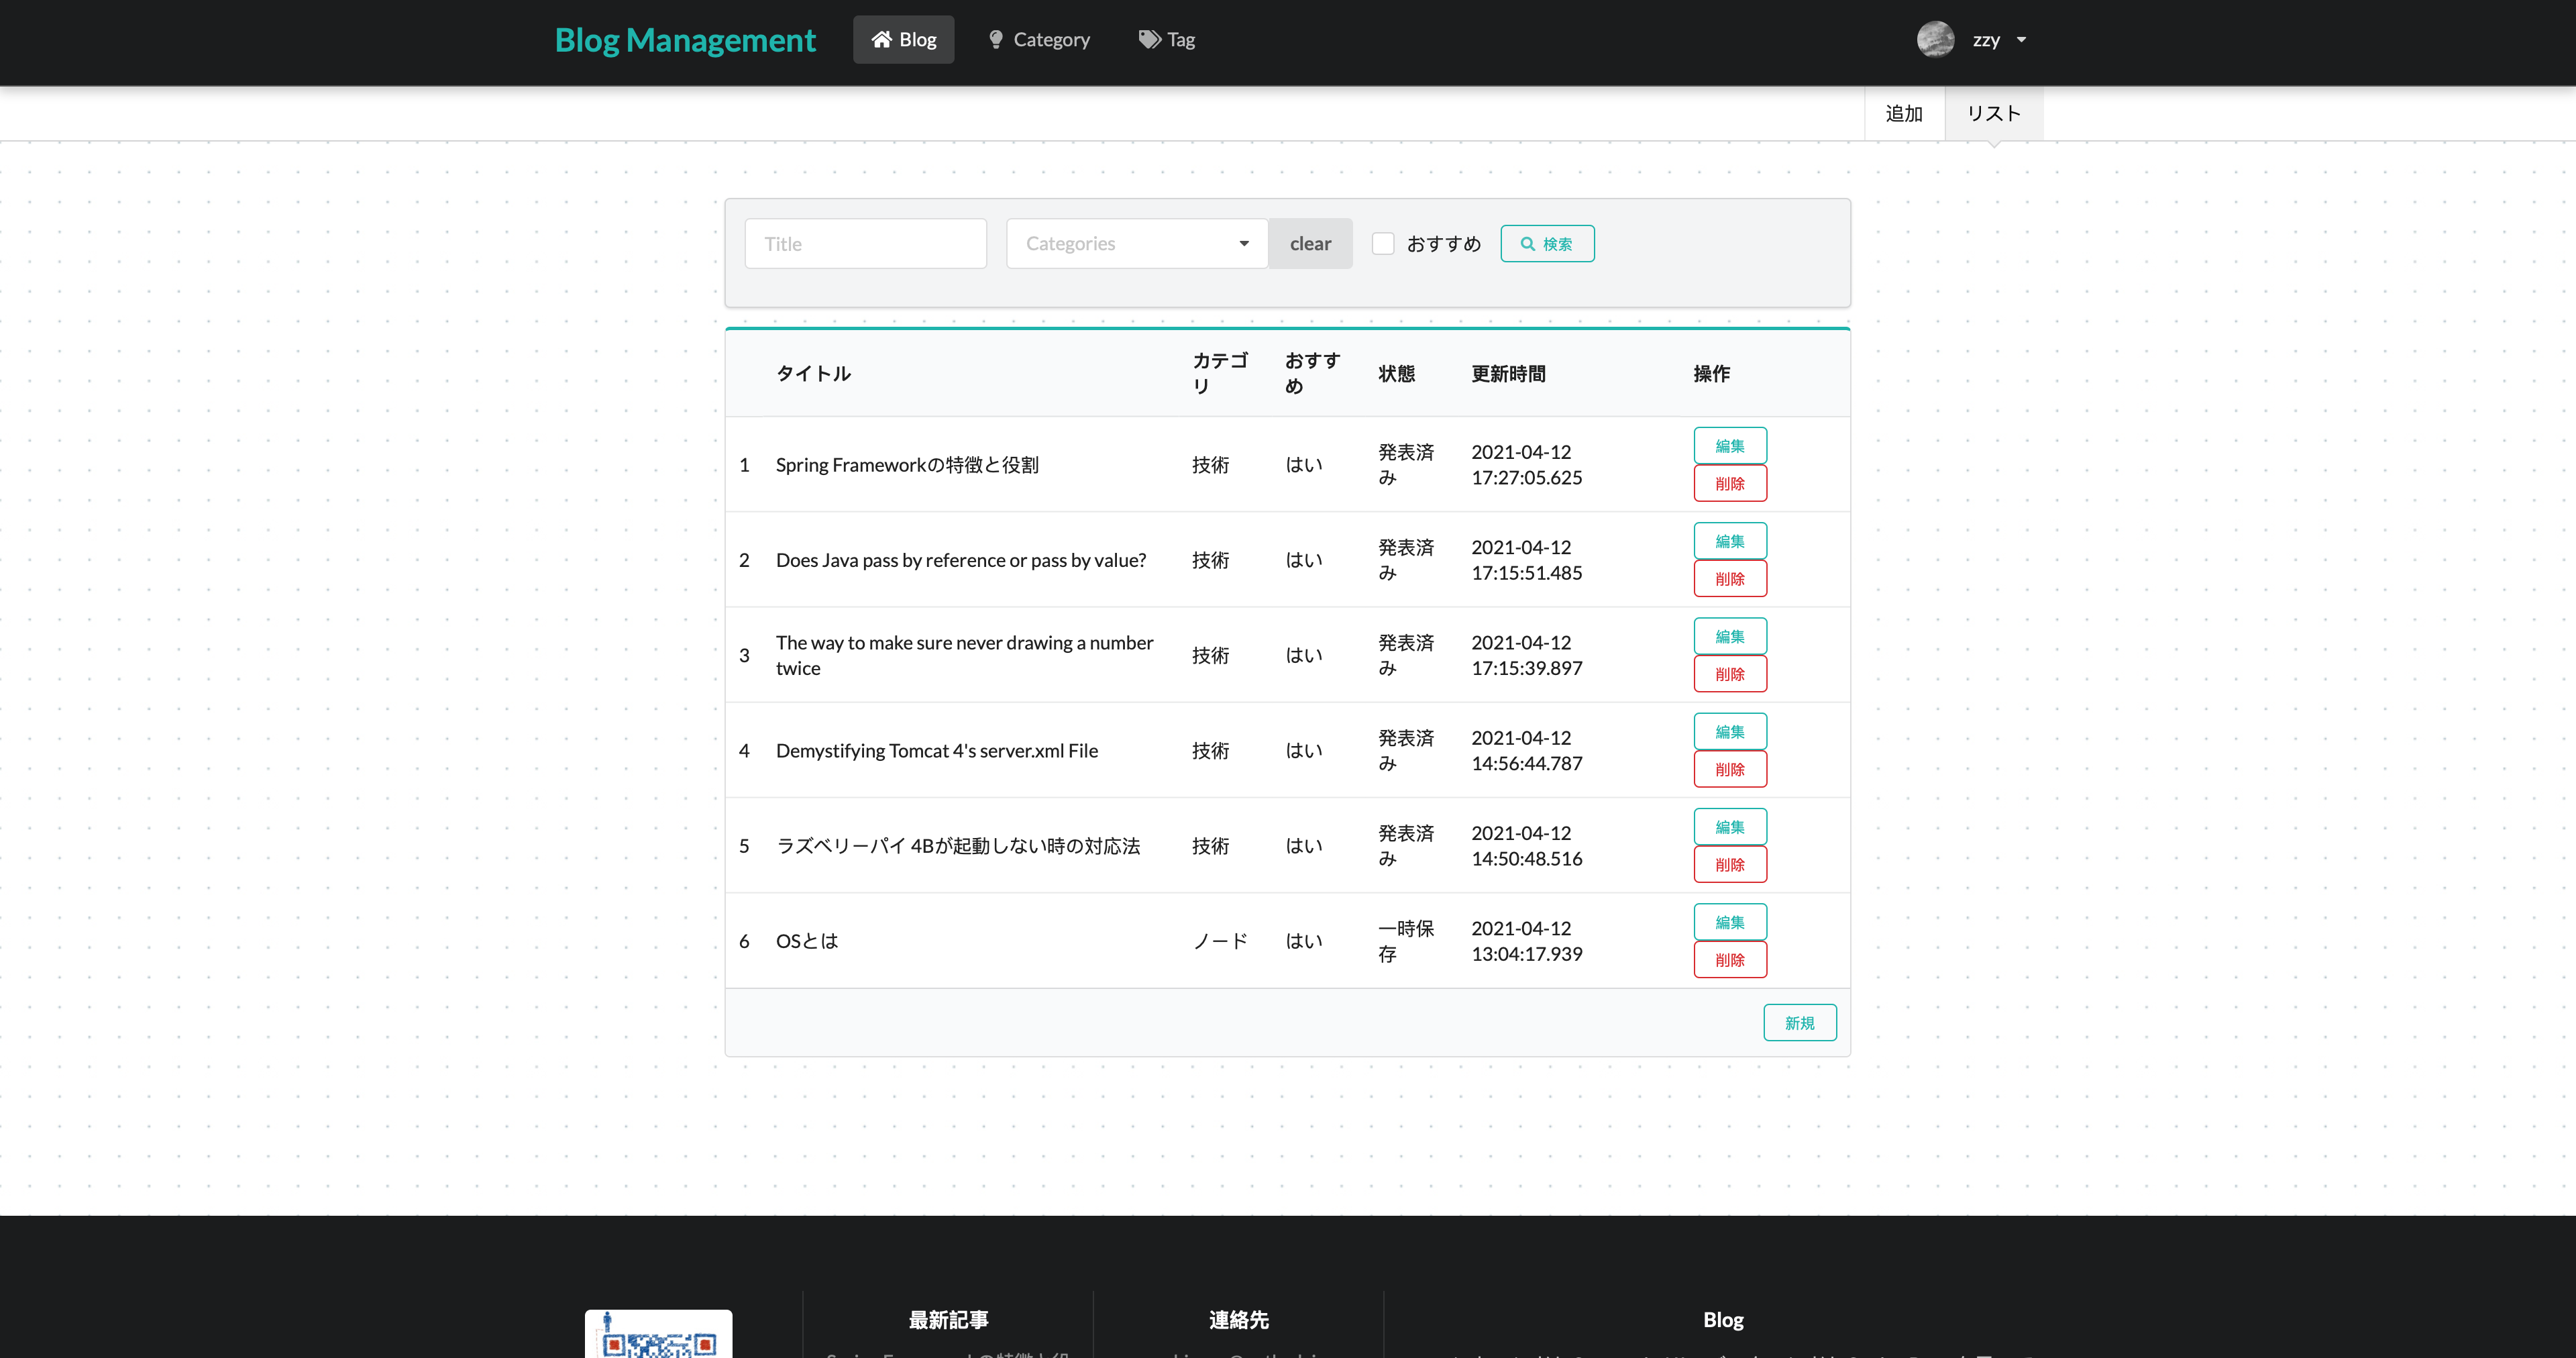 Blog Management Blog Category Tag zzy
追加 リスト
Title Categories clear おすすめ 検索
タイトル カテゴリ おすすめ 状態 更新時間 操作
1 Spring Frameworkの特徴と役割 技術 はい 発表済み 2021-04-12 17:27:05.625 編集 削除
2 Does Java pass by reference or pass by value? 技術 はい 発表済み 2021-04-12 17:15:51.485 編集 削除
3 The way to make sure never drawing a number twice 技術 はい 発表済み 2021-04-12 17:15:39.897 編集 削除
4 Demystifying Tomcat 4's server.xml File 技術 はい 発表済み 2021-04-12 14:56:44.787 編集 削除
5 ラズベリーパイ 4Bが起動しない時の対応法 技術 はい 発表済み 2021-04-12 14:50:48.516 編集 削除
6 OSとは ノード はい 一時保存 2021-04-12 13:04:17.939 編集 削除
新規
最新記事 連絡先 Blog